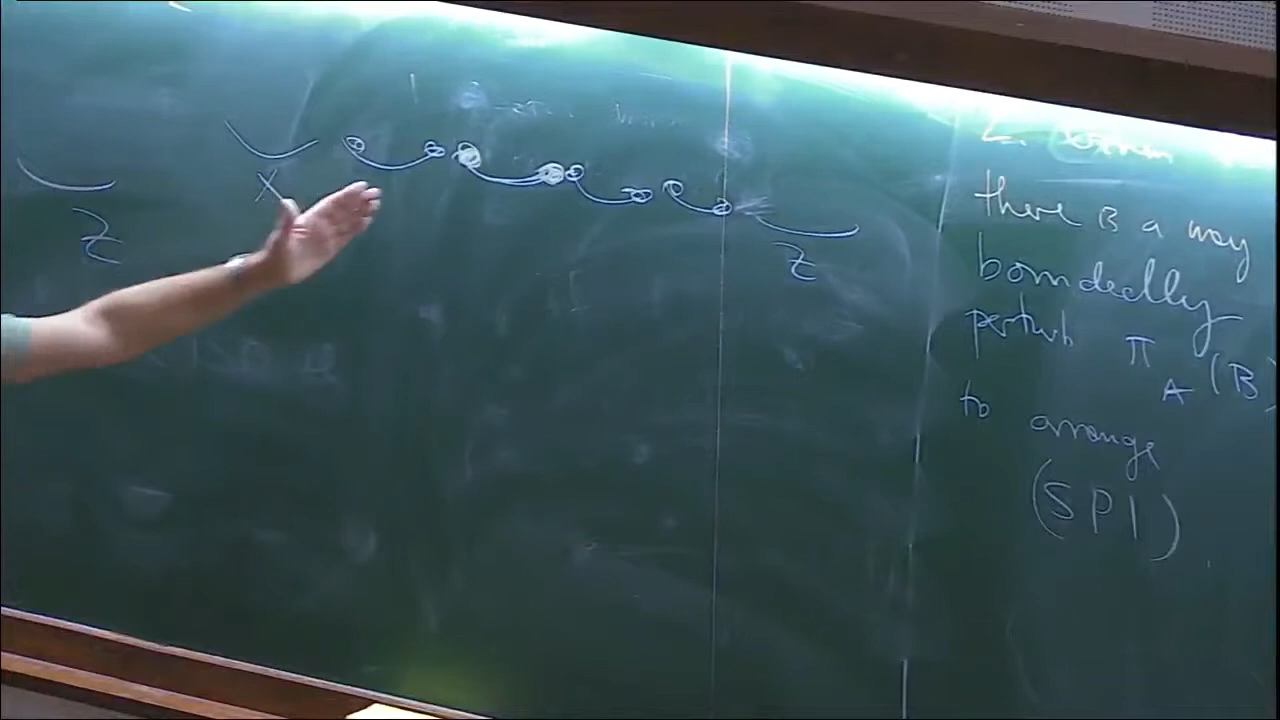 X
Z
Z
there is a way
boundedly
perturb π_A (B)
to arrange
(SPI)